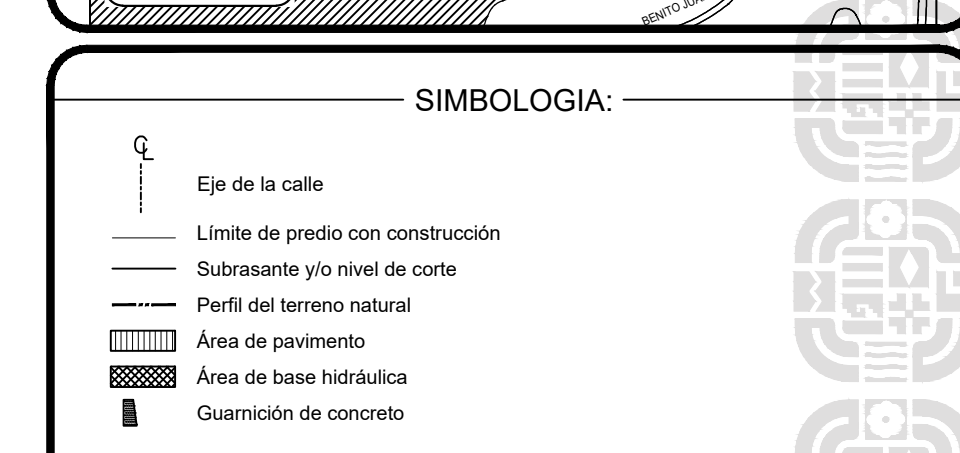 BENITO
SIMBOLOGIA:
Eje de la calle
Límite de predio con construcción
Subrasante y/o nivel de corte
Perfil del terreno natural
Área de pavimento
Área de base hidráulica
Guarnición de concreto